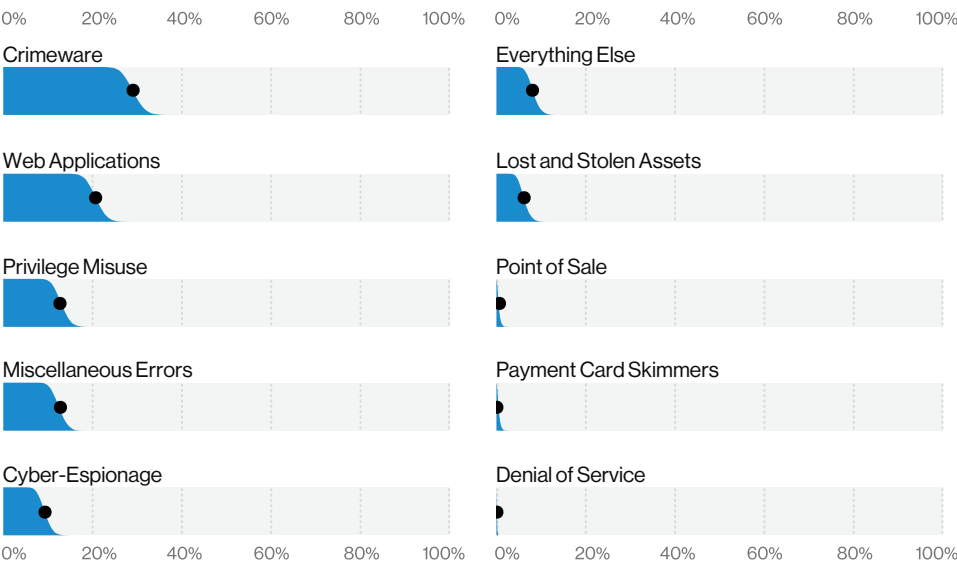 0% 20% 40% 60% 80% 100%
Crimeware
Web Applications
Privilege Misuse
Miscellaneous Errors
Cyber-Espionage
0% 20% 40% 60% 80% 100%
0% 20% 40% 60% 80% 100%
Everything Else
Lost and Stolen Assets
Point of Sale
Payment Card Skimmers
Denial of Service
0% 20% 40% 60% 80% 100%